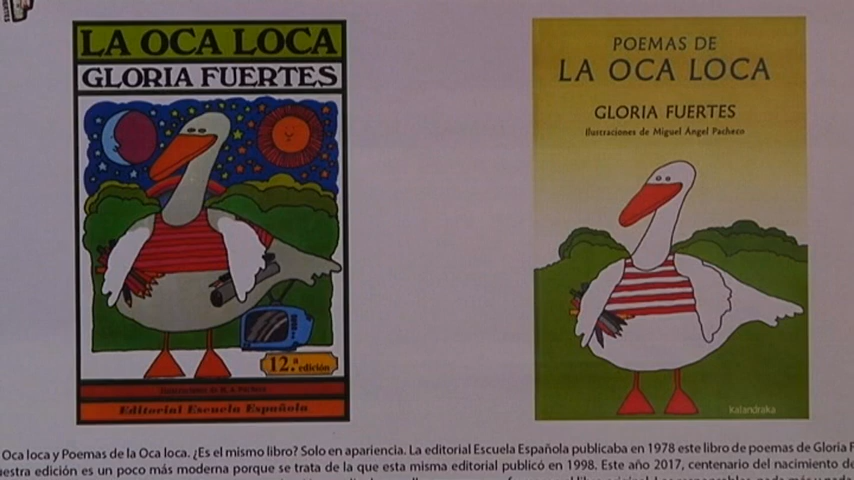 LA OCA LOCA
GLORIA FUERTES
12.ª edición
Editorial Escuela Española
POEMAS DE
LA OCA LOCA
GLORIA FUERTES
Ilustraciones de Miguel Ángel Pacheco
kalandraka
Oca loca y Poemas de la Oca loca. ¿Es el mismo libro? Solo en apariencia. La editorial Escuela Española publicaba en 1978 este libro de poemas de Gloria F
uestra edición es un poco más moderna porque se trata de la que esta misma editorial publicó en 1998. Este año 2017, centenario del nacimiento de